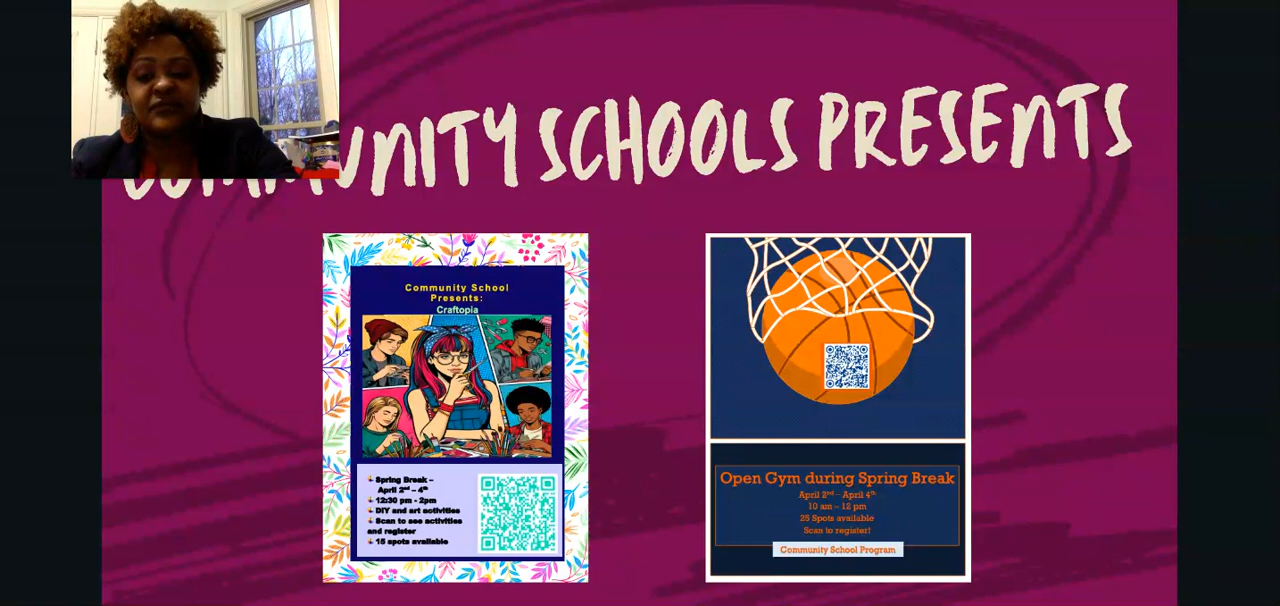 COMMUNITY SCHOOLS PRESENTS
Community School
Presents:
Craftopia
Spring Break –
April 2nd – 4th
12:30 pm - 2pm
DIY and art activities
Scan to see activities
and register
15 spots available
Open Gym during Spring Break
April 2nd – April 4th
10 am – 12 pm
25 Spots available
Scan to register!
Community School Program